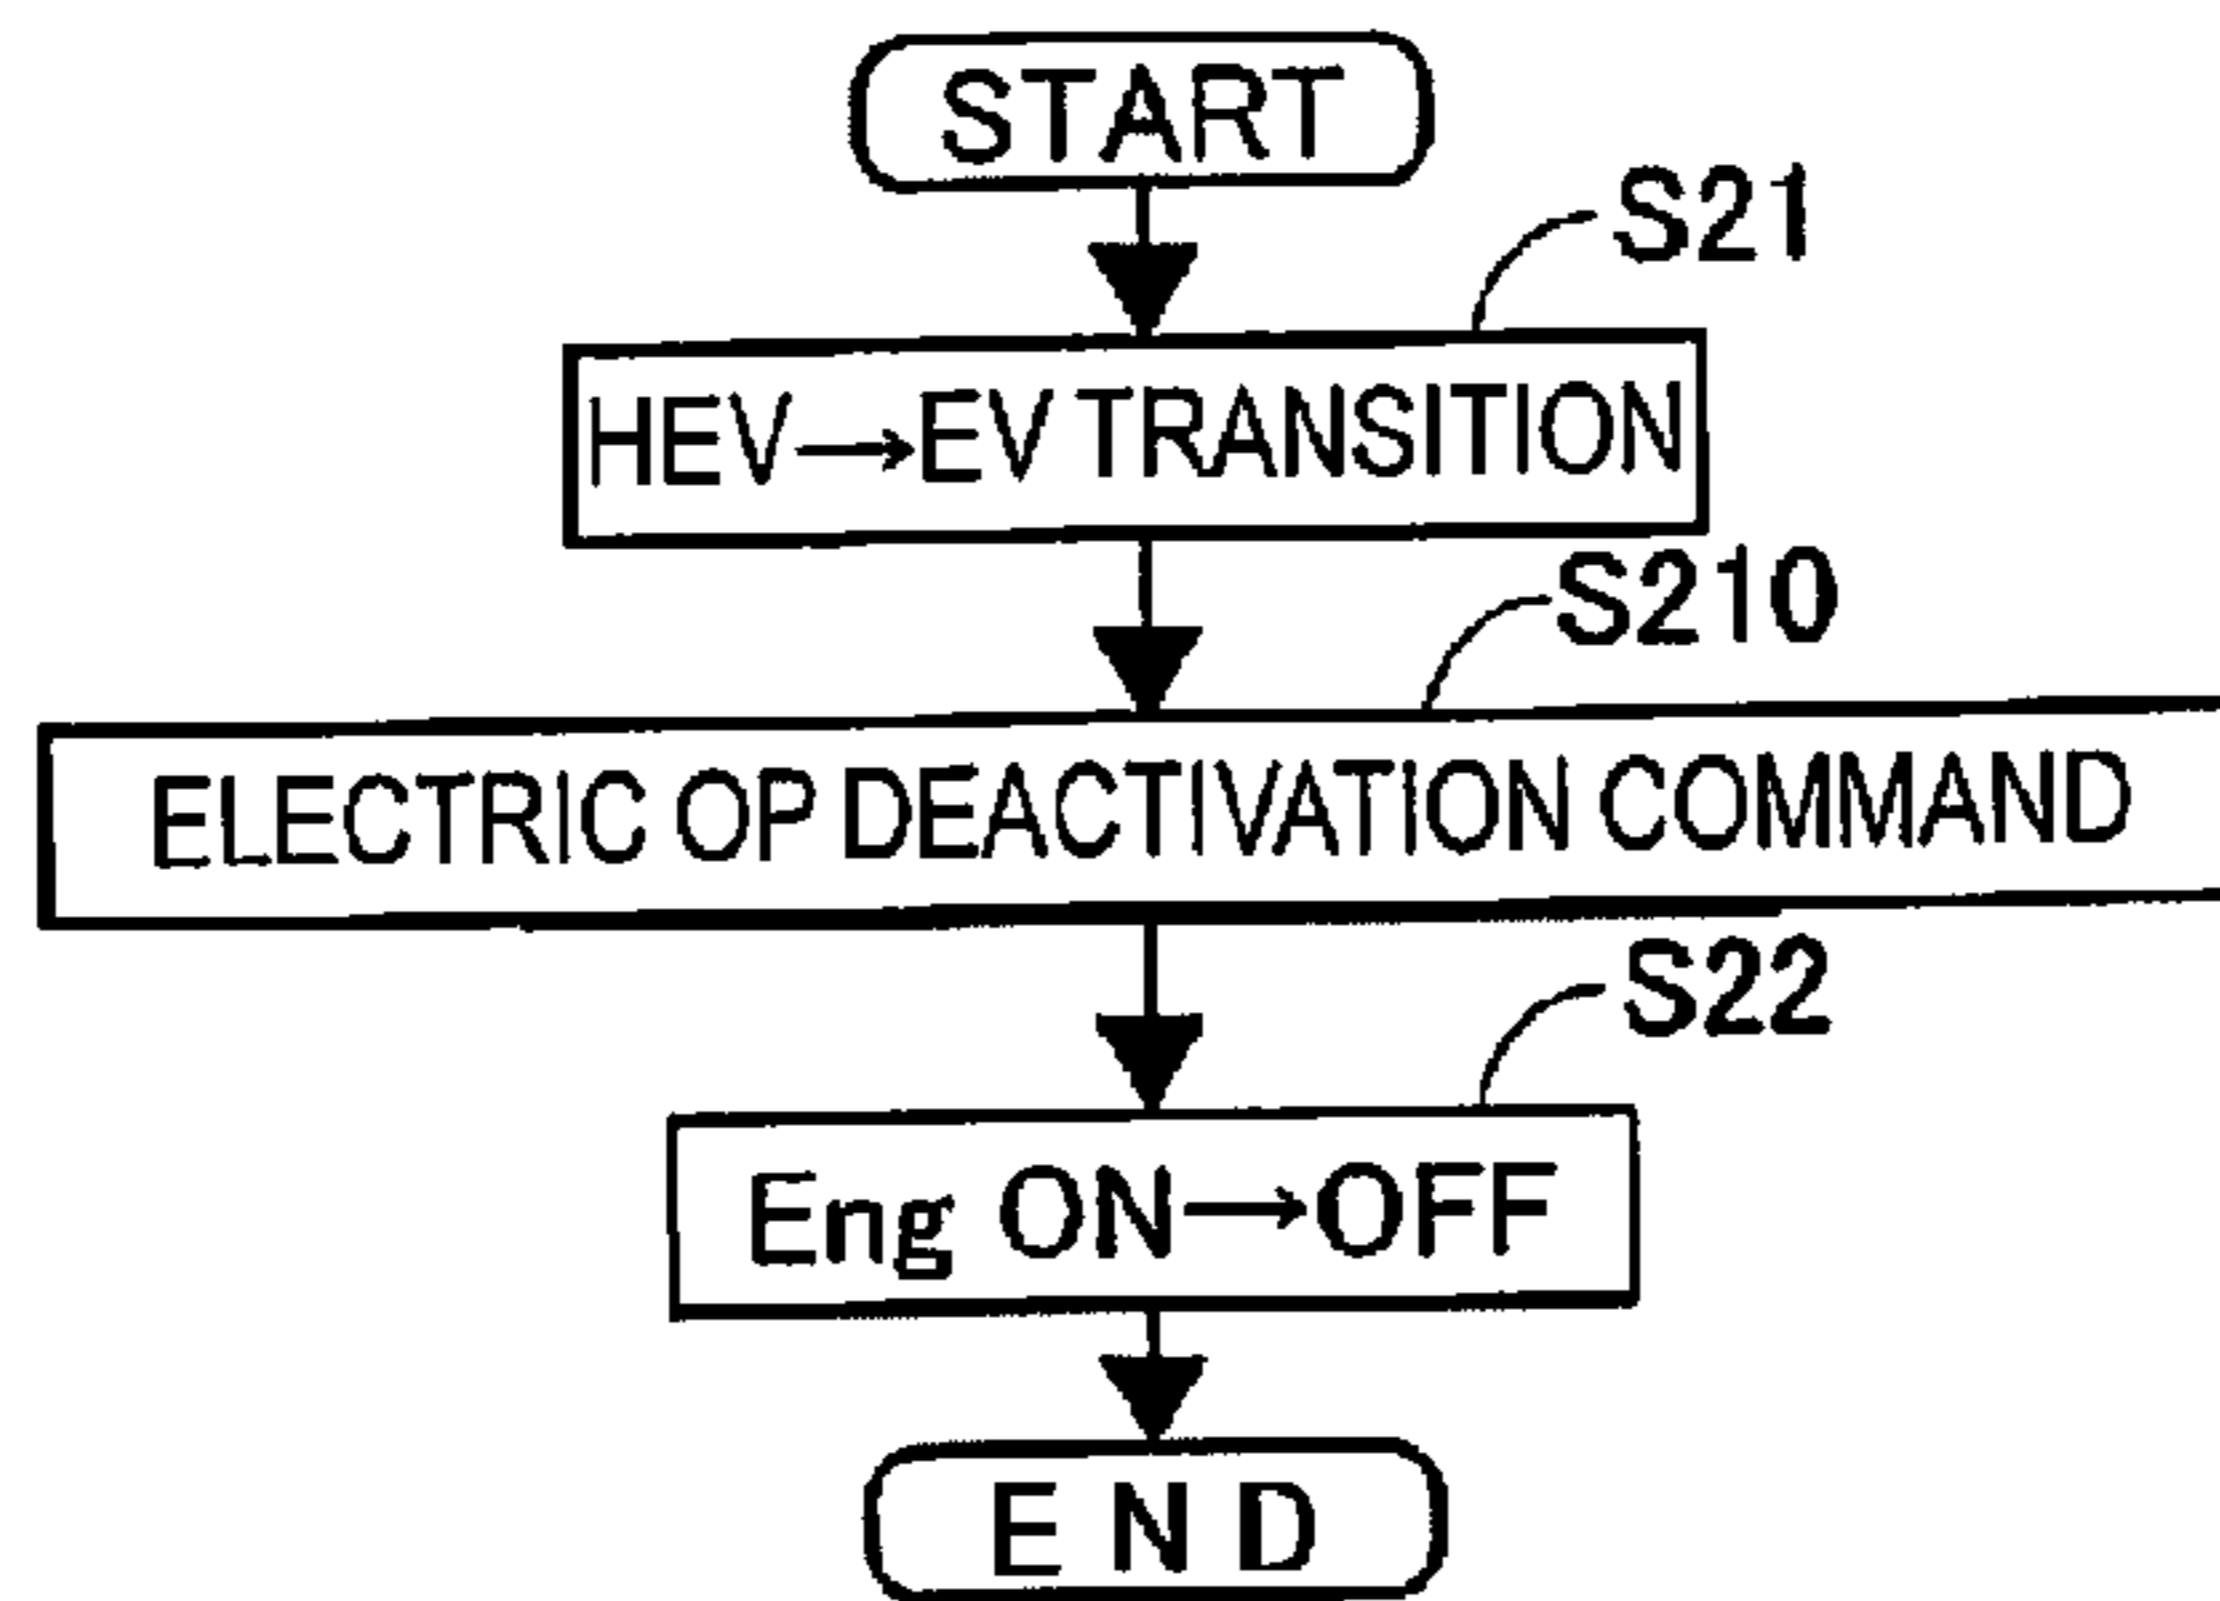 START
S21
HEV→EV TRANSITION
S210
ELECTRIC OP DEACTIVATION COMMAND
S22
Eng ON→OFF
END